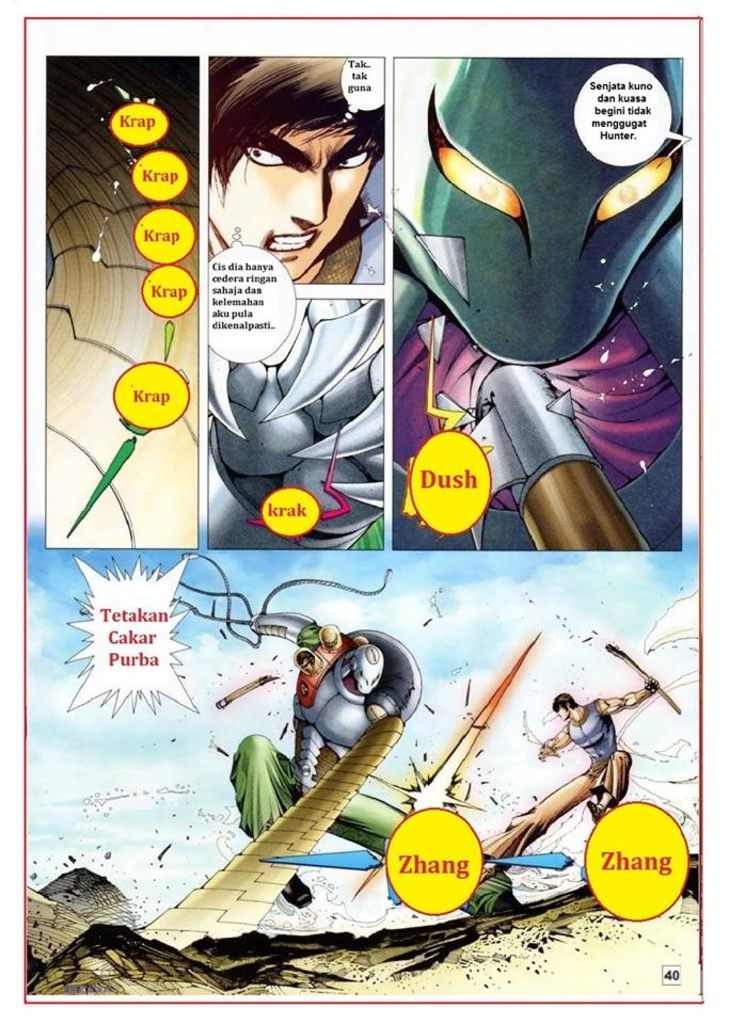 Krap
Krap
Krap
Krap
Krap
Tak..
tak
guna
Cis dia hanya
cedera ringan
sahaja dan
kelemahan
aku pula
dikenalpasti..
krak
Senjata kuno
dan kuasa
begini tidak
menggugat
Hunter.
Dush
Tetakan
Cakar
Purba
Zhang
Zhang
40